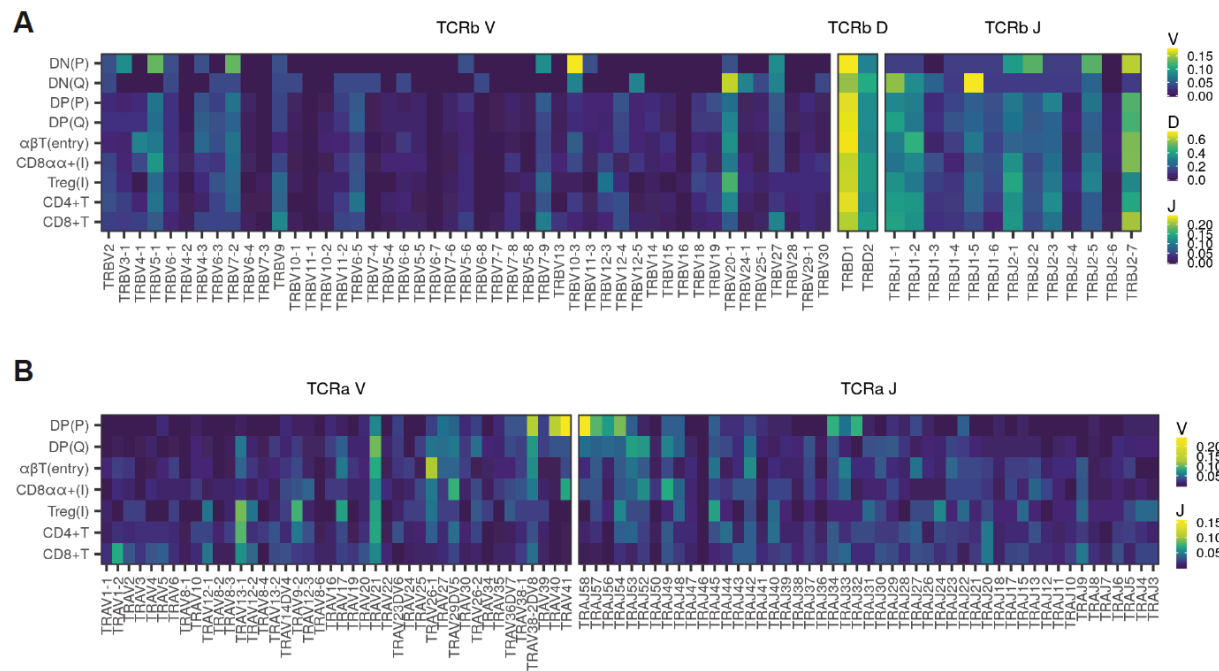 A
TCRb V
TCRb D
TCRb J
DN(P)
DN(Q)
DP(P)
DP(Q)
αβT(entry)
CD8αα+(I)
Treg(I)
CD4+T
CD8+T
TRBV2
TRBV3-1
TRBV4-1
TRBV5-1
TRBV6-1
TRBV4-2
TRBV4-3
TRBV6-3
TRBV7-2
TRBV6-4
TRBV7-3
TRBV9
TRBV10-1
TRBV11-1
TRBV10-2
TRBV11-2
TRBV6-5
TRBV7-4
TRBV5-4
TRBV6-6
TRBV5-5
TRBV6-7
TRBV7-6
TRBV5-6
TRBV6-8
TRBV7-7
TRBV7-8
TRBV5-8
TRBV7-9
TRBV13
TRBV10-3
TRBV11-3
TRBV12-3
TRBV12-4
TRBV12-5
TRBV14
TRBV15
TRBV16
TRBV18
TRBV19
TRBV20-1
TRBV24-1
TRBV25-1
TRBV27
TRBV28
TRBV29-1
TRBV30
TRBD1
TRBD2
TRBJ1-1
TRBJ1-2
TRBJ1-3
TRBJ1-4
TRBJ1-5
TRBJ1-6
TRBJ2-1
TRBJ2-2
TRBJ2-3
TRBJ2-4
TRBJ2-5
TRBJ2-6
TRBJ2-7
V
0.15
0.10
0.05
0.00
D
0.6
0.4
0.2
0.0
J
0.20
0.15
0.10
0.05
0.00
B
TCRa V
TCRa J
DP(P)
DP(Q)
αβT(entry)
CD8αα+(I)
Treg(I)
CD4+T
CD8+T
TRAV1-1
TRAV1-2
TRAV2
TRAV3
TRAV4
TRAV5
TRAV6
TRAV8-1
TRAV10
TRAV12-1
TRAV8-2
TRAV8-3
TRAV13-1
TRAV12-2
TRAV8-4
TRAV13-2
TRAV14DV4
TRAV9-2
TRAV12-3
TRAV8-6
TRAV16
TRAV17
TRAV19
TRAV20
TRAV21
TRAV22
TRAV23DV6
TRAV24
TRAV25
TRAV26-1
TRAV27
TRAV29DV5
TRAV30
TRAV26-2
TRAV34
TRAV35
TRAV36DV7
TRAV38-1
TRAV38-2DV8
TRAV39
TRAV40
TRAV41
TRAJ58
TRAJ57
TRAJ56
TRAJ54
TRAJ53
TRAJ52
TRAJ50
TRAJ49
TRAJ48
TRAJ47
TRAJ46
TRAJ45
TRAJ44
TRAJ43
TRAJ42
TRAJ41
TRAJ40
TRAJ39
TRAJ38
TRAJ37
TRAJ36
TRAJ34
TRAJ33
TRAJ32
TRAJ31
TRAJ30
TRAJ29
TRAJ28
TRAJ27
TRAJ26
TRAJ24
TRAJ23
TRAJ22
TRAJ21
TRAJ20
TRAJ18
TRAJ17
TRAJ15
TRAJ13
TRAJ12
TRAJ11
TRAJ10
TRAJ9
TRAJ8
TRAJ7
TRAJ6
TRAJ5
TRAJ4
TRAJ3
V
0.20
0.15
0.10
0.05
0.00
J
0.15
0.10
0.05
0.00